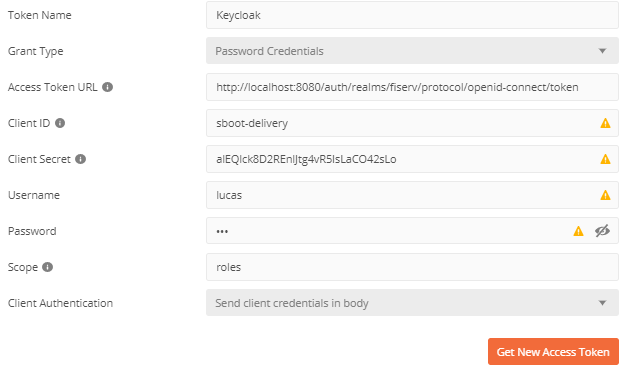 Token Name
Keycloak
Grant Type
Password Credentials
Access Token URL
http://localhost:8080/auth/realms/fiserv/protocol/openid-connect/token
Client ID
sboot-delivery
Client Secret
aIEQIck8D2REnlJtg4vR5IsLaCO42sLo
Username
lucas
Password
•••
Scope
roles
Client Authentication
Send client credentials in body
Get New Access Token